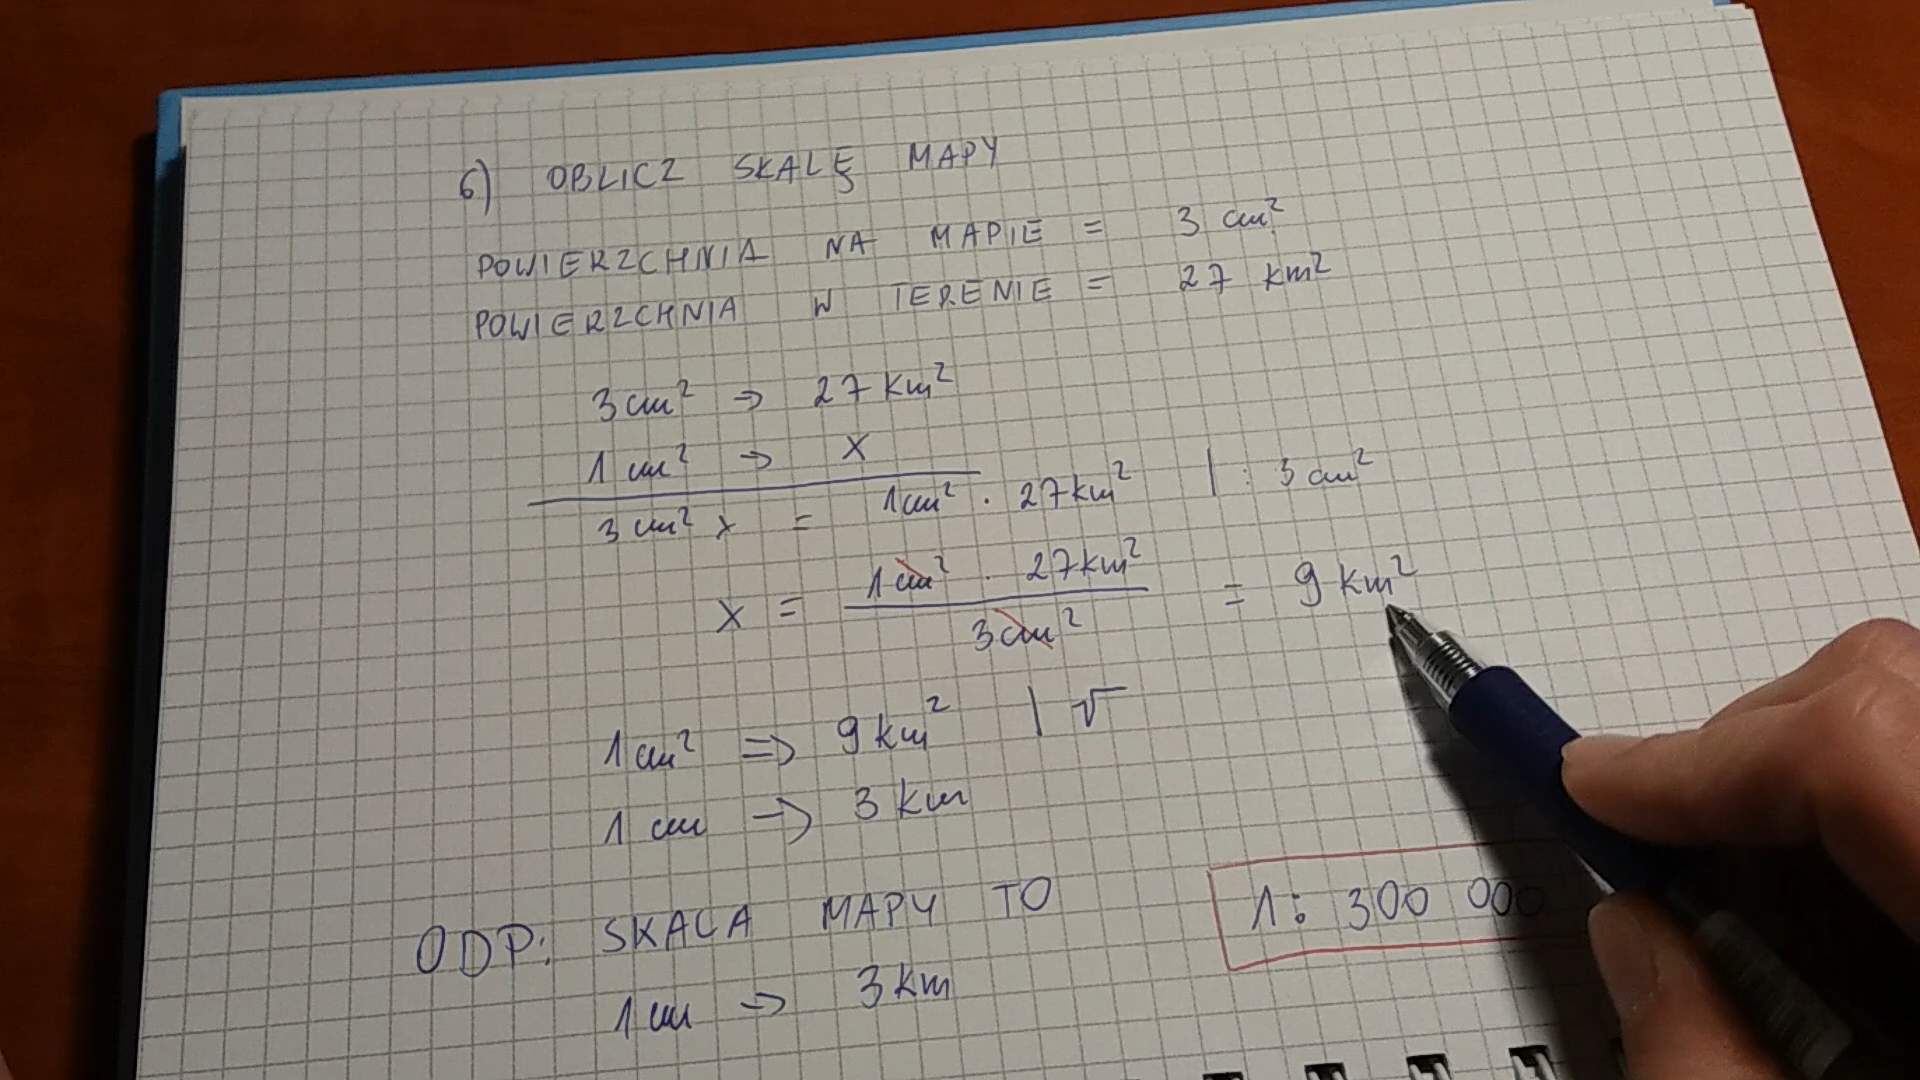 6) OBLICZ SKALĘ MAPY
POWIERZCHNIA NA MAPIE = 3 cm²
POWIERZCHNIA W TERENIE = 27 km²
3 cm² → 27 km²
1 cm² → x
3 cm² x = 1 cm² · 27 km² | : 3 cm²
x = 1 cm² · 27 km² / 3 cm² = 9 km²
1 cm² ⇒ 9 km² | √
1 cm → 3 km
ODP: SKALA MAPY TO 1: 300 000
1 cm → 3 km